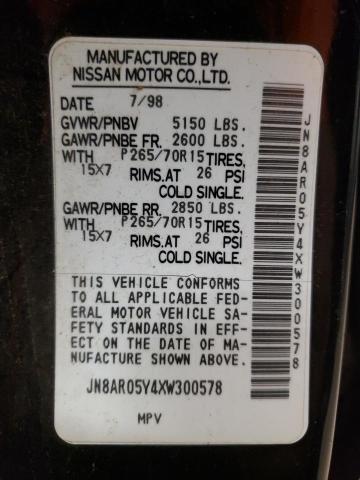 MANUFACTURED BY
NISSAN MOTOR CO., LTD.
DATE 7/98
GVWR/PNBV 5150 LBS.
GAWR/PNBE FR. 2600 LBS.
WITH P265/70R15 TIRES,
15X7 RIMS.AT 26 PSI
COLD SINGLE.
GAWR/PNBE RR. 2850 LBS.
WITH P265/70R15 TIRES,
15X7 RIMS.AT 26 PSI
COLD SINGLE.
THIS VEHICLE CONFORMS
TO ALL APPLICABLE FED-
ERAL MOTOR VEHICLE SA-
FETY STANDARDS IN EFF-
ECT ON THE DATE OF MA-
NUFACTURE SHOWN ABOVE.
JN8AR05Y4XW300578
MPV
JN8AR05Y4XW300578